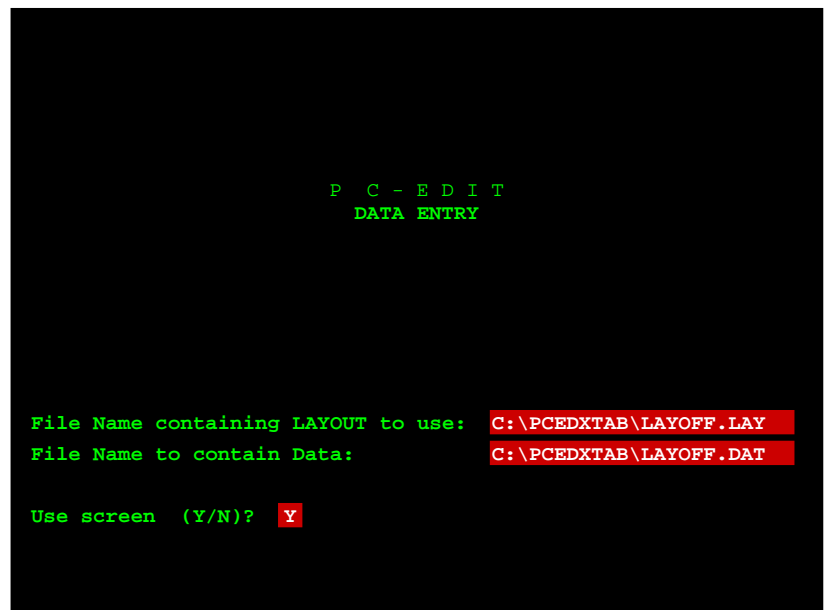 P C - E D I T
DATA ENTRY
File Name containing LAYOUT to use: C:\PCEDXTAB\LAYOFF.LAY
File Name to contain Data: C:\PCEDXTAB\LAYOFF.DAT
Use screen (Y/N)? Y